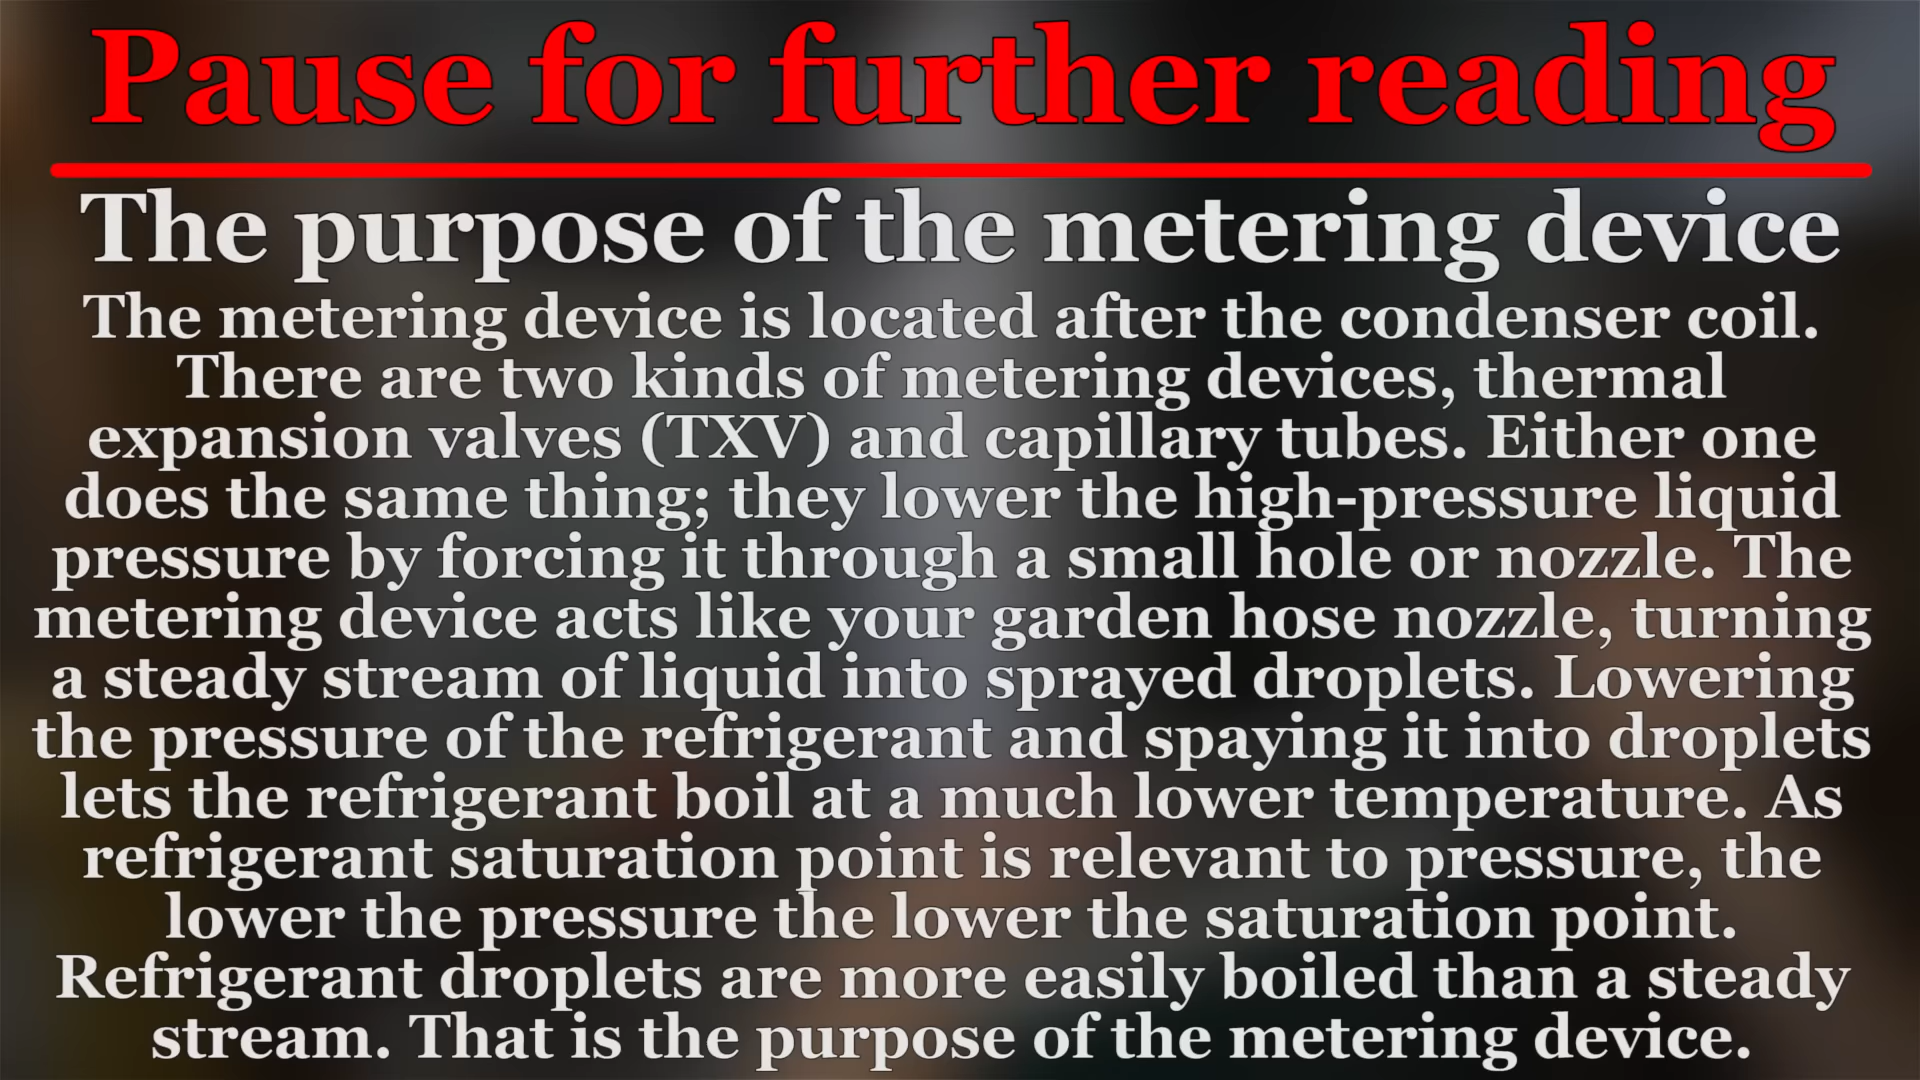 Pause for further reading
The purpose of the metering device
The metering device is located after the condenser coil.
There are two kinds of metering devices, thermal
expansion valves (TXV) and capillary tubes. Either one
does the same thing; they lower the high-pressure liquid
pressure by forcing it through a small hole or nozzle. The
metering device acts like your garden hose nozzle, turning
a steady stream of liquid into sprayed droplets. Lowering
the pressure of the refrigerant and spaying it into droplets
lets the refrigerant boil at a much lower temperature. As
refrigerant saturation point is relevant to pressure, the
lower the pressure the lower the saturation point.
Refrigerant droplets are more easily boiled than a steady
stream. That is the purpose of the metering device.